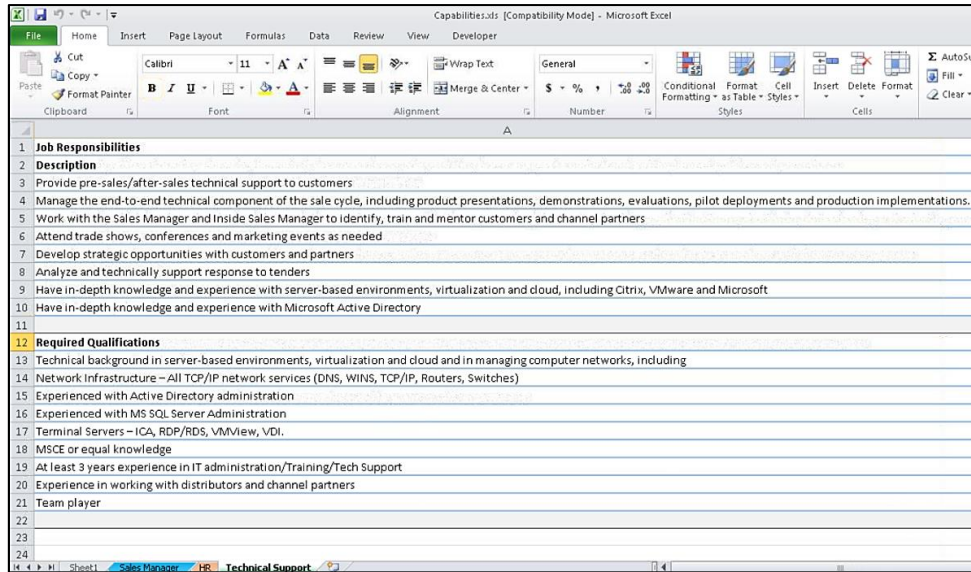 Capabilities.xls [Compatibility Mode] - Microsoft Excel
File Home Insert Page Layout Formulas Data Review View Developer
Paste
Cut
Copy
Format Painter
Clipboard
Calibri 11
B I U
Font
Wrap Text
Merge & Center
Alignment
General
$ % ,
Number
Conditional Formatting
Format as Table
Cell Styles
Styles
Insert Delete Format
Cells
Σ AutoSu
Fill
Clear
A
1 Job Responsibilities
2 Description
3 Provide pre-sales/after-sales technical support to customers
4 Manage the end-to-end technical component of the sale cycle, including product presentations, demonstrations, evaluations, pilot deployments and production implementations.
5 Work with the Sales Manager and Inside Sales Manager to identify, train and mentor customers and channel partners
6 Attend trade shows, conferences and marketing events as needed
7 Develop strategic opportunities with customers and partners
8 Analyze and technically support response to tenders
9 Have in-depth knowledge and experience with server-based environments, virtualization and cloud, including Citrix, VMware and Microsoft
10 Have in-depth knowledge and experience with Microsoft Active Directory
11
12 Required Qualifications
13 Technical background in server-based environments, virtualization and cloud and in managing computer networks, including
14 Network Infrastructure – All TCP/IP network services (DNS, WINS, TCP/IP, Routers, Switches)
15 Experienced with Active Directory administration
16 Experienced with MS SQL Server Administration
17 Terminal Servers – ICA, RDP/RDS, VMView, VDI.
18 MSCE or equal knowledge
19 At least 3 years experience in IT administration/Training/Tech Support
20 Experience in working with distributors and channel partners
21 Team player
22
23
24
Sheet1 Sales Manager HR Technical Support